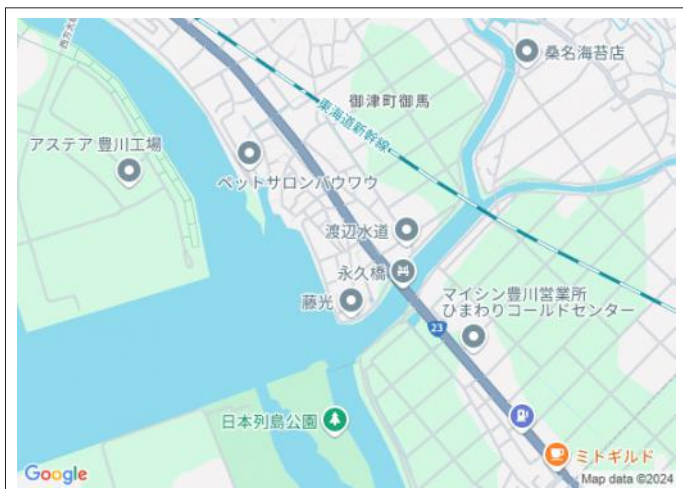 桑名海苔店
御津町御馬
東海道新幹線
アステア 豊川工場
ペットサロンバウワウ
渡辺水道
永久橋
藤光
マイシン豊川営業所
ひまわりコールドセンター
23
日本列島公園
ミドギルド
Google
Map data ©2024